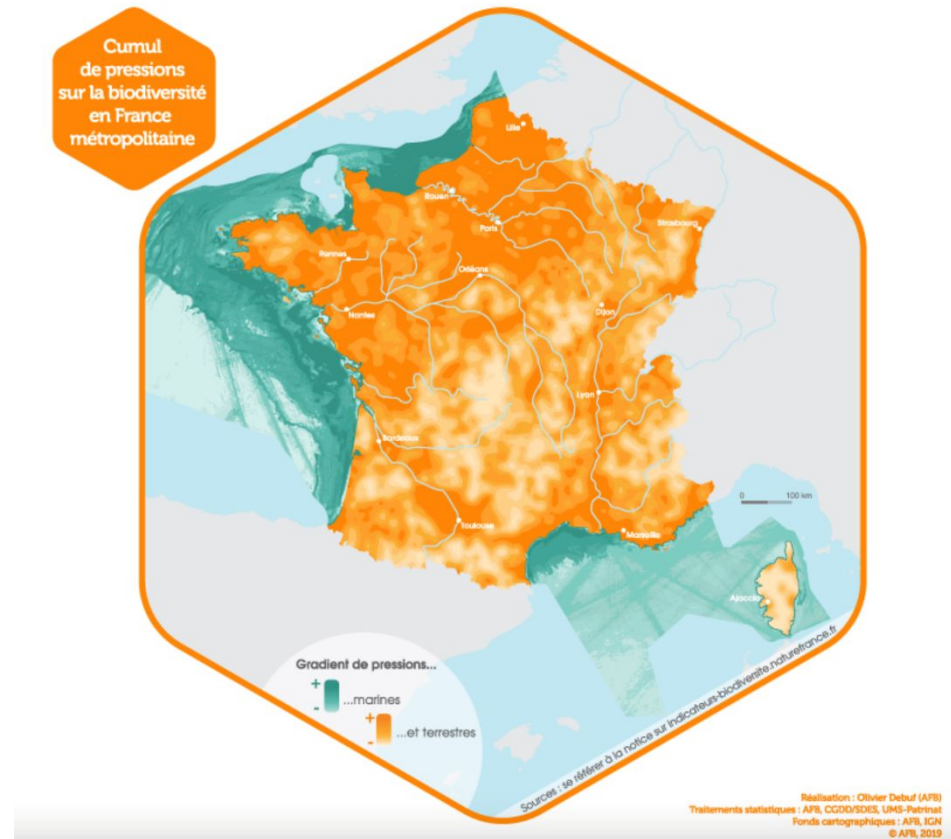 Cumul
de pressions
sur la biodiversité
en France
métropolitaine
Lille
Rouen
Paris
Strasbourg
Rennes
Orléans
Nantes
Dijon
Lyon
Bordeaux
Toulouse
Marseille
0 100 km
Ajaccio
Gradient de pressions...
+
-
...marines
+
-
...et terrestres
Sources : se référer à la notice sur indicateurs-biodiversite.naturefrance.fr
Réalisation : Olivier Debuf (AFB)
Traitements statistiques : AFB, CGDD/SDES, UMS-Patrinat
Fonds cartographiques : AFB, IGN
© AFB, 2019